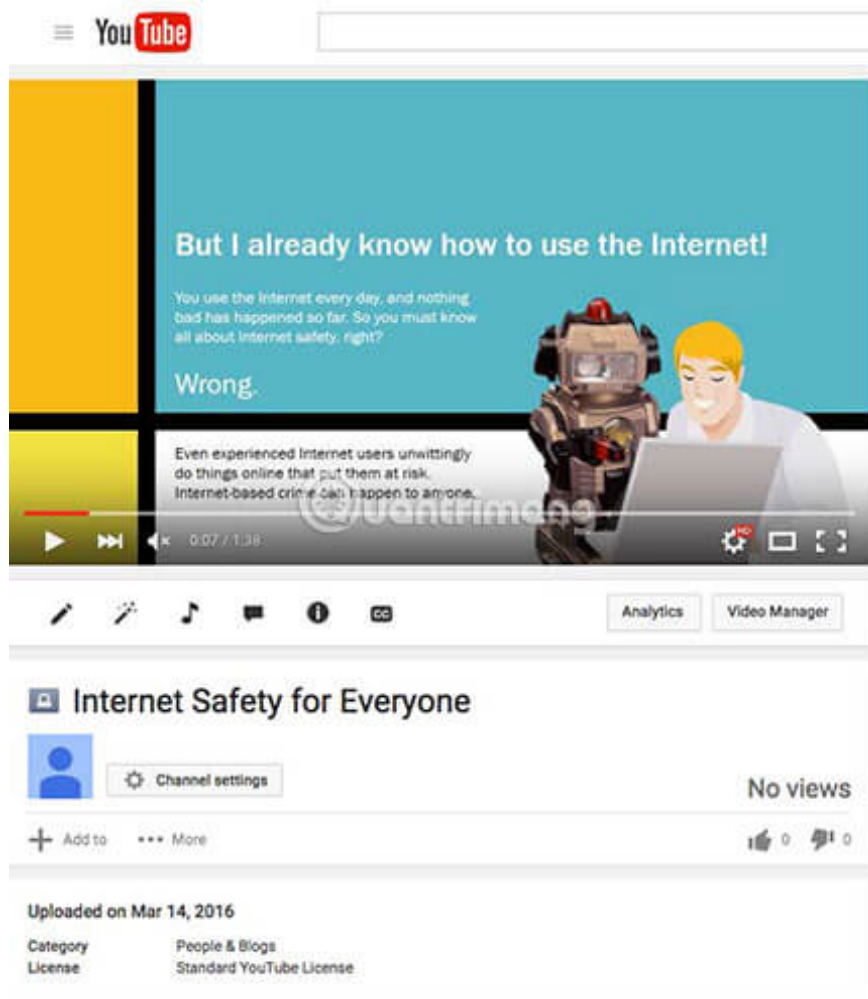 YouTube
But I already know how to use the Internet!
You use the Internet every day, and nothing
bad has happened so far. So you must know
all about Internet safety, right?
Wrong.
Even experienced Internet users unwittingly
do things online that put them at risk.
Internet-based crime can happen to anyone.
Quantrimang
0:07 / 1:38
HD
CC
Analytics
Video Manager
Internet Safety for Everyone
Channel settings
No views
Add to
More
0
0
Uploaded on Mar 14, 2016
Category People & Blogs
License Standard YouTube License